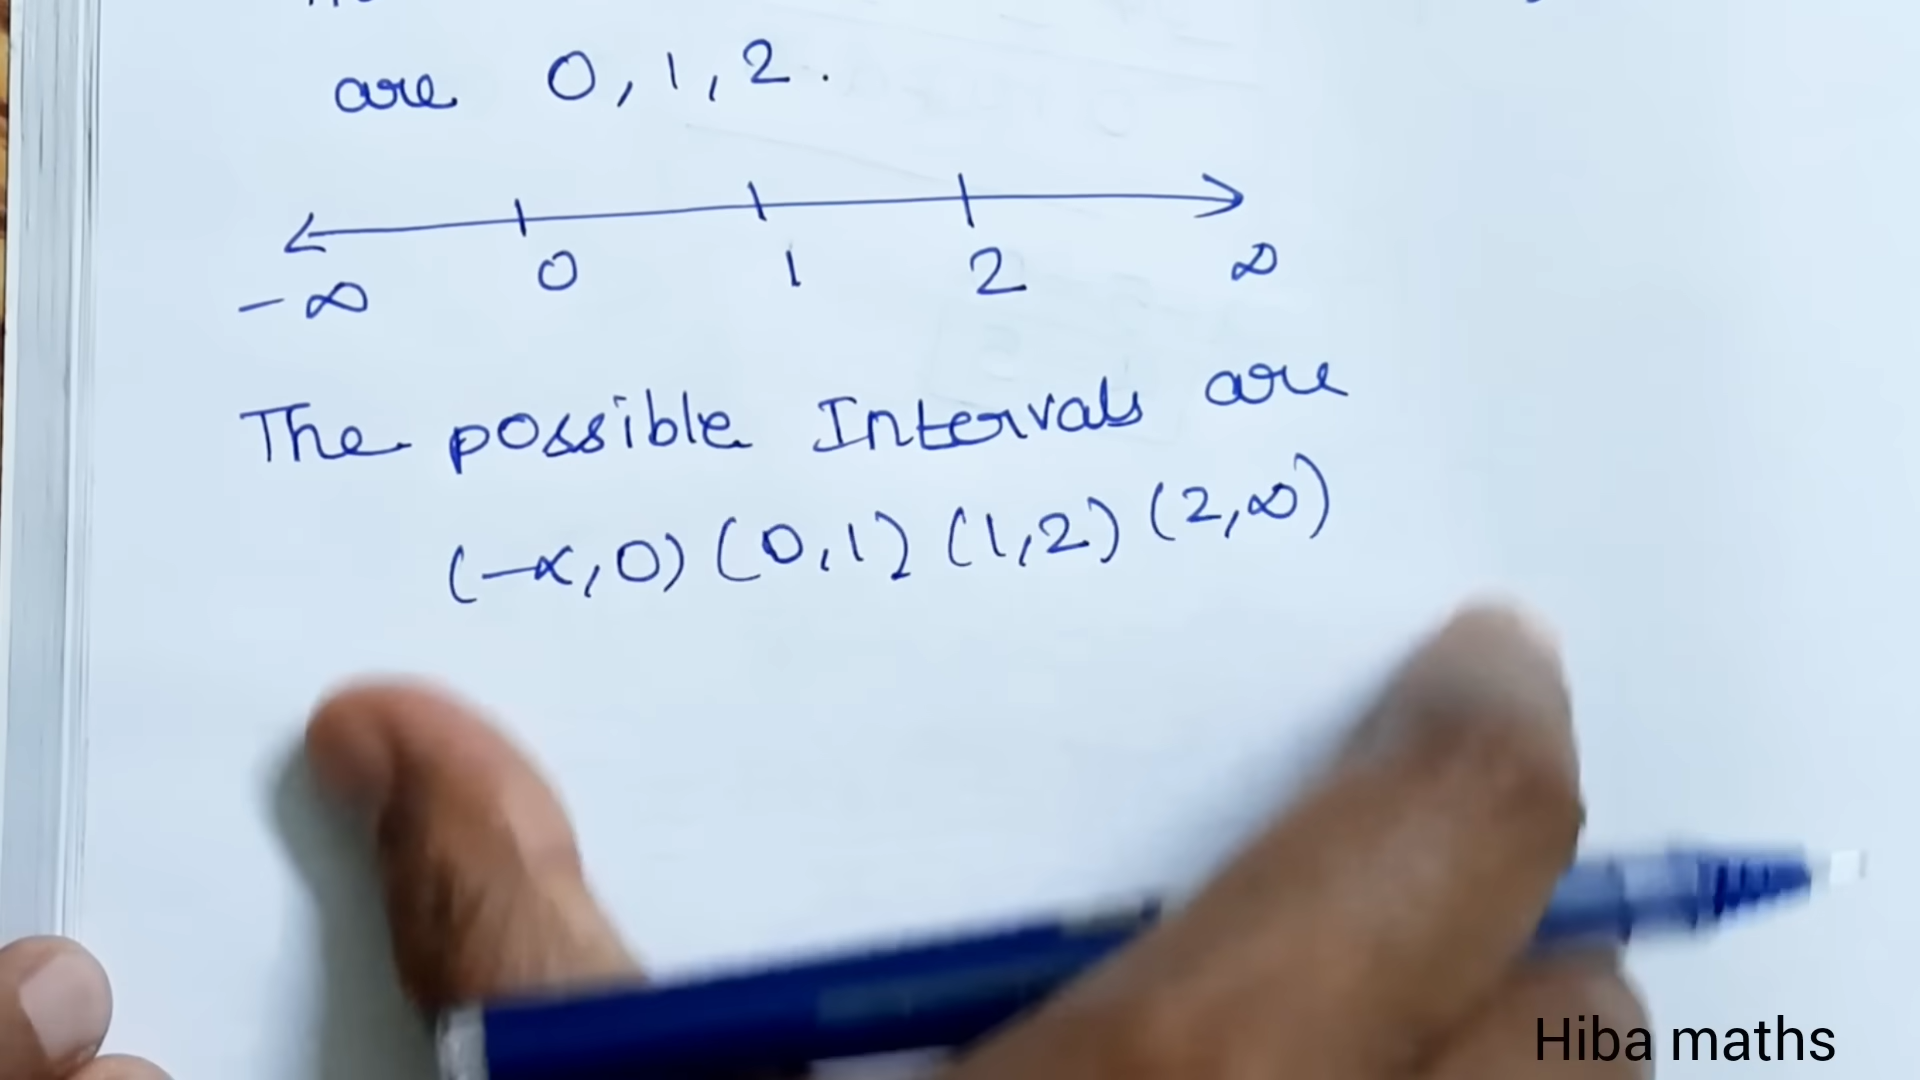 are 0, 1, 2.
-∞ 0 1 2 ∞
The possible Intervals are
(-∝, 0) (0, 1) (1, 2) (2, ∞)
Hiba maths